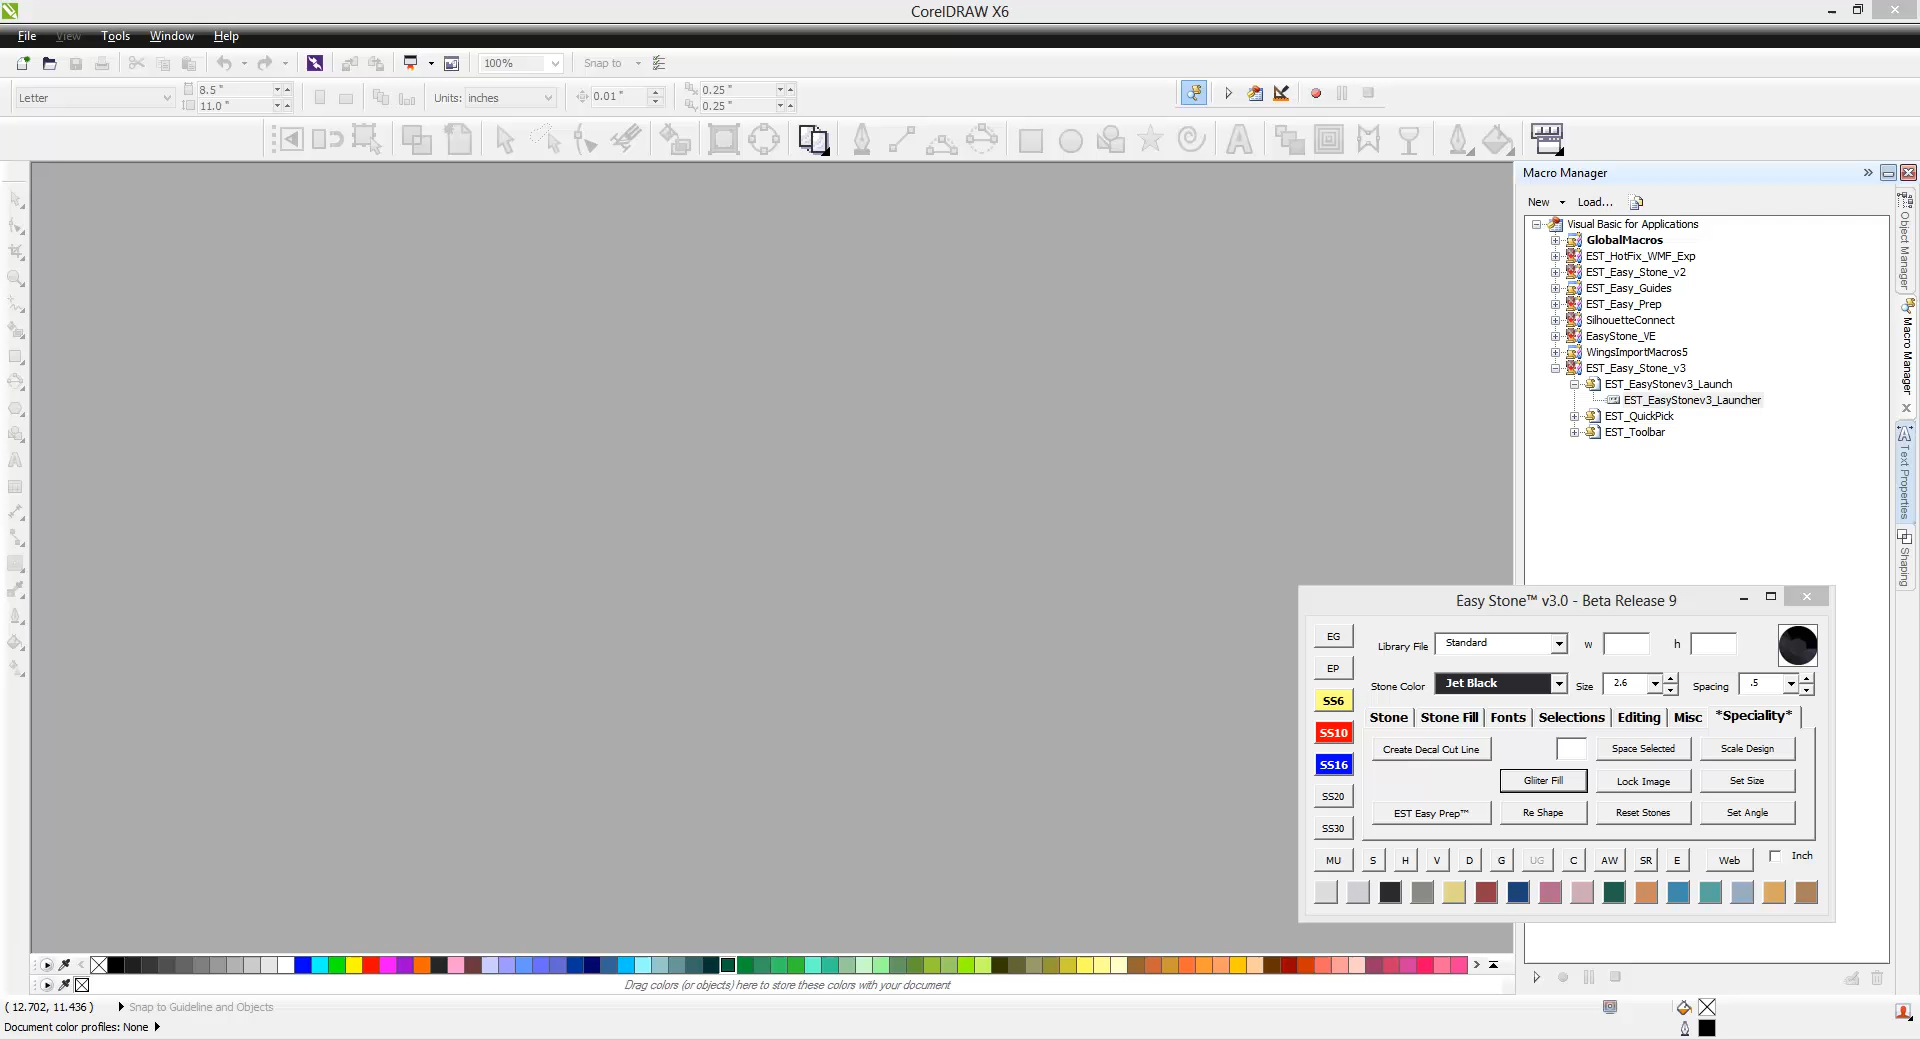 CorelDRAW X6
File View Tools Window Help
100% Snap to
Letter 8.5 " 11.0 " Units: inches 0.01 " 0.25 " 0.25 "
Macro Manager
New Load...
Visual Basic for Applications
GlobalMacros
EST_HotFix_WMF_Exp
EST_Easy_Stone_v2
EST_Easy_Guides
EST_Easy_Prep
SilhouetteConnect
EasyStone_VE
WingsImportMacros5
EST_Easy_Stone_v3
EST_EasyStonev3_Launch
EST_EasyStonev3_Launcher
EST_QuickPick
EST_Toolbar
Object Manager
Macro Manager
Text Properties
Shaping
Easy Stone™ v3.0 - Beta Release 9
EG
EP
SS6
SS10
SS16
SS20
SS30
Library File Standard w h
Stone Color Jet Black Size 2.6 Spacing .5
Stone Stone Fill Fonts Selections Editing Misc *Speciality*
Create Decal Cut Line Space Selected Scale Design
Gliiter Fill Lock Image Set Size
EST Easy Prep™ Re Shape Reset Stones Set Angle
MU S H V D G UG C AW SR E Web Inch
Drag colors (or objects) here to store these colors with your document
( 12.702, 11.436 ) Snap to Guideline and Objects
Document color profiles: None